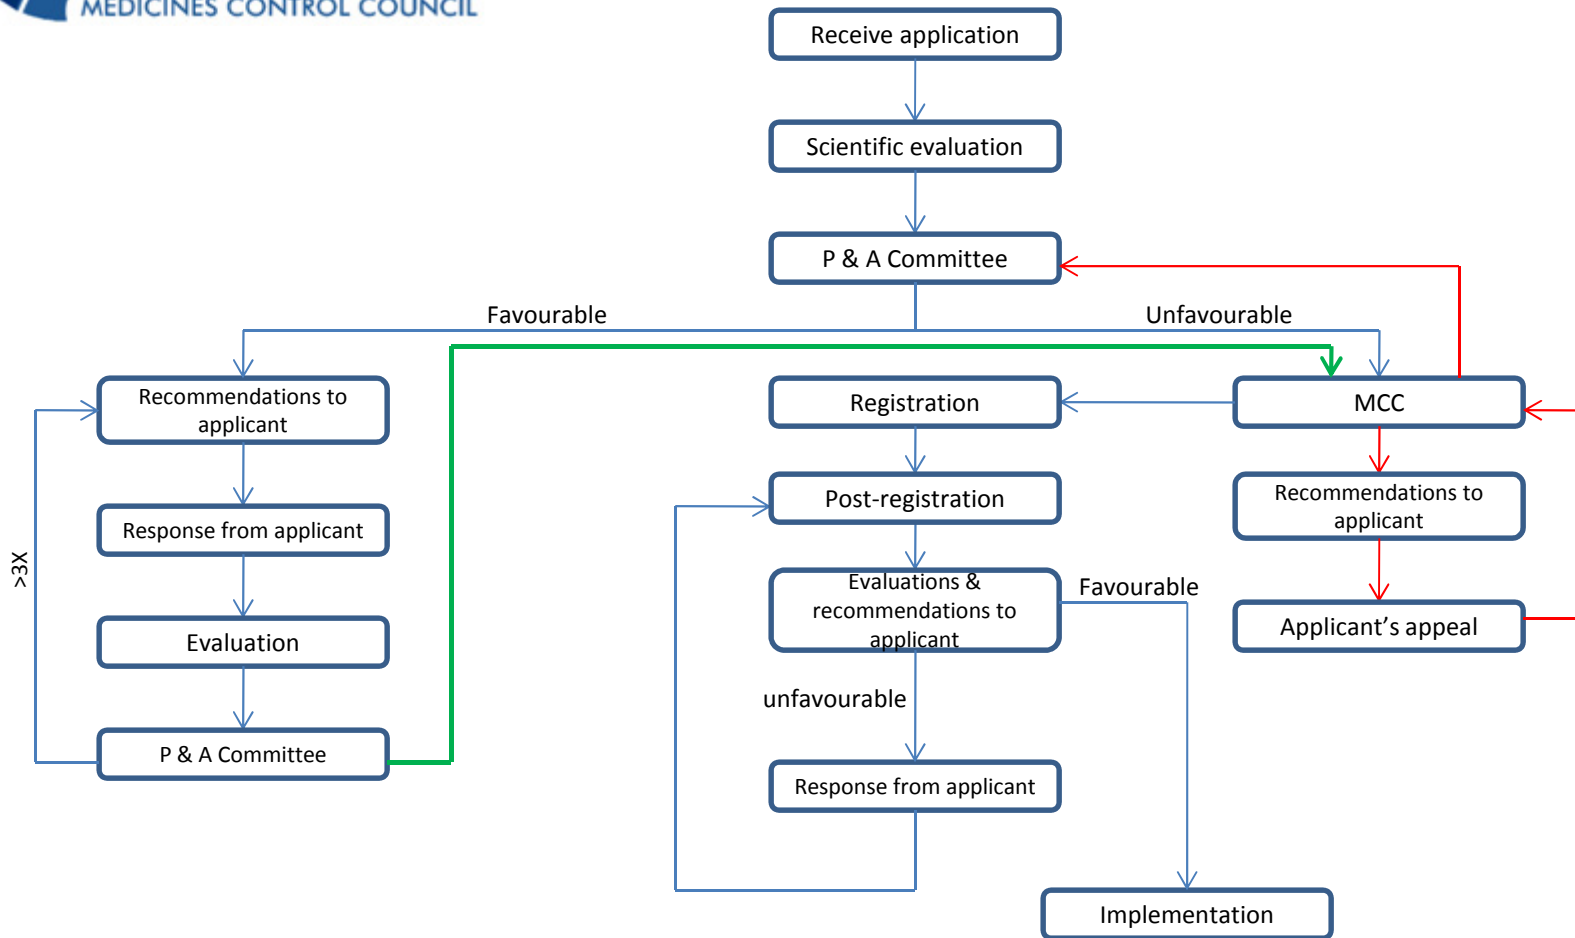 MEDICINES CONTROL COUNCIL
Receive application
Scientific evaluation
P & A Committee
Favourable
Unfavourable
Recommendations to
applicant
Response from applicant
Evaluation
P & A Committee
>3X
Registration
Post-registration
Evaluations &
recommendations to
applicant
Favourable
unfavourable
Response from applicant
Implementation
MCC
Recommendations to
applicant
Applicant’s appeal